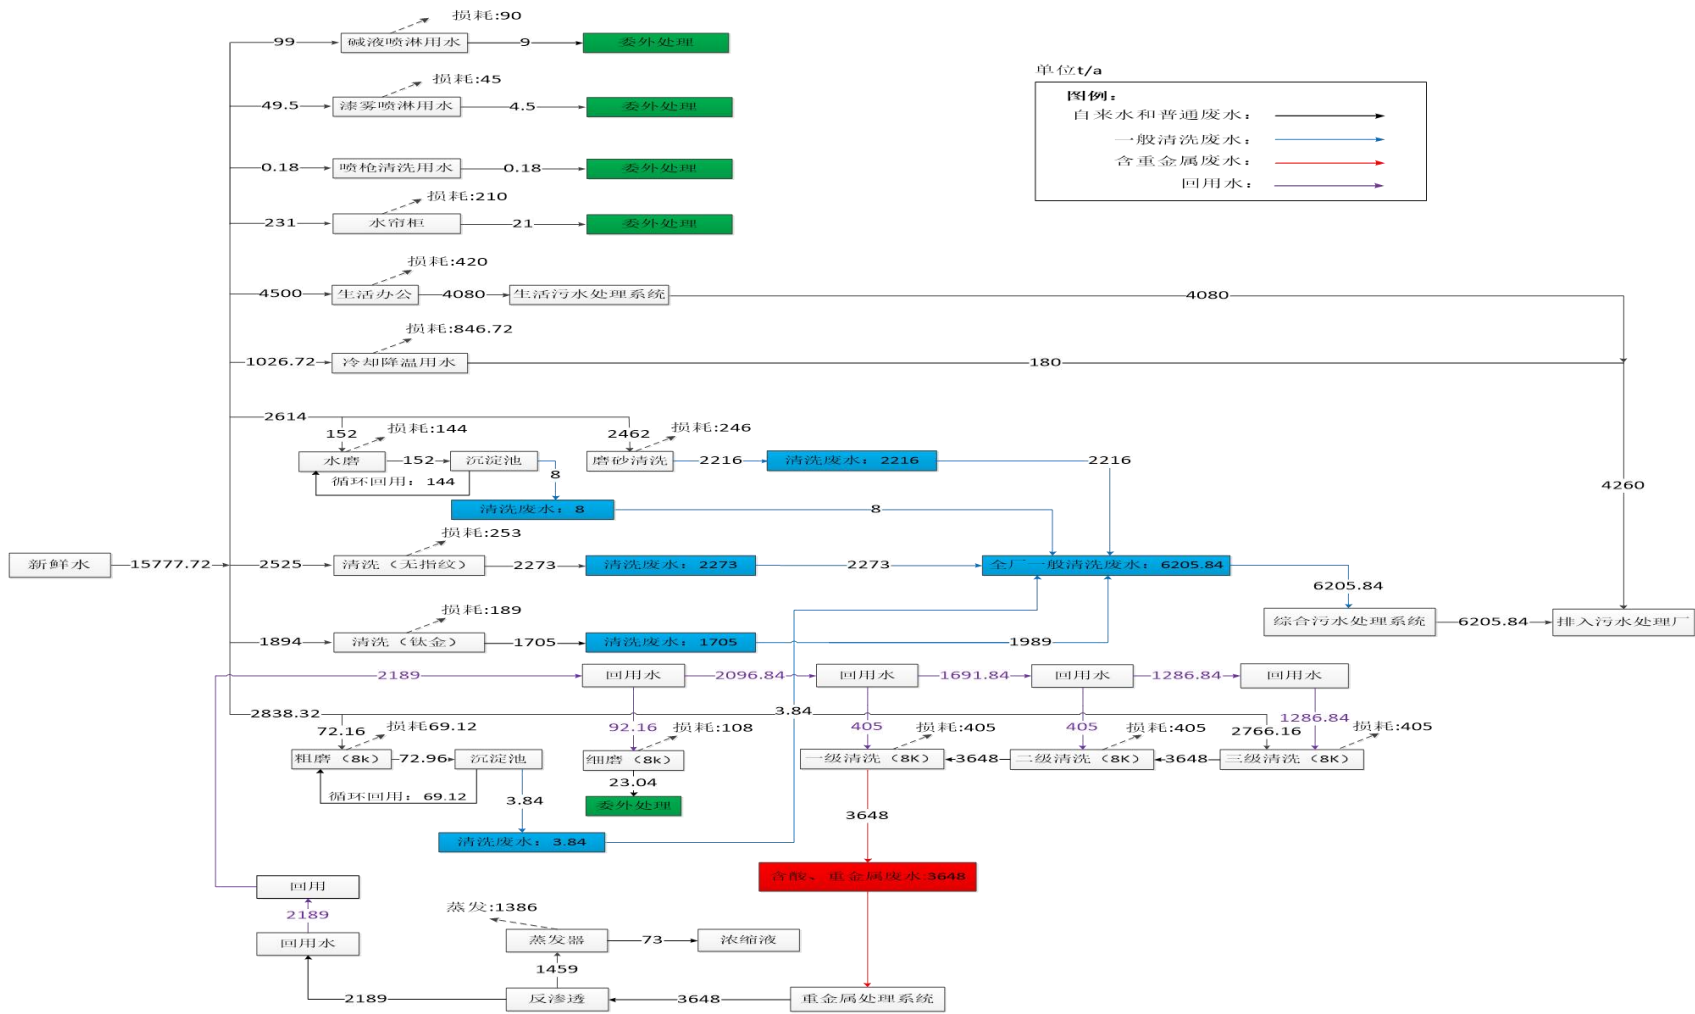 损耗:90
99
碱液喷淋用水
9
委外处理
单位t/a
图例：
自来水和普通废水：
一般清洗废水：
含重金属废水：
回用水：
损耗:45
49.5
漆雾喷淋用水
4.5
委外处理
0.18
喷枪清洗用水
0.18
委外处理
损耗:210
231
水帘柜
21
委外处理
损耗:420
4500
生活办公
4080
生活污水处理系统
4080
损耗:846.72
1026.72
冷却降温用水
180
2614
152
损耗:144
2462
损耗:246
水磨
152
沉淀池
磨砂清洗
2216
清洗废水：2216
2216
循环回用：144
8
4260
清洗废水：8
8
损耗:253
新鲜水
15777.72
2525
清洗（无指纹）
2273
清洗废水：2273
2273
全厂一般清洗废水：6205.84
6205.84
损耗:189
综合污水处理系统
6205.84
排入污水处理厂
1894
清洗（钛金）
1705
清洗废水：1705
1989
2189
回用水
2096.84
回用水
1691.84
回用水
1286.84
回用水
2838.32
3.84
72.16
损耗69.12
92.16
损耗:108
405
损耗:405
405
损耗:405
2766.16
1286.84
损耗:405
粗磨（8k）
72.96
沉淀池
细磨（8k）
一级清洗（8K）
3648
二级清洗（8K）
3648
三级清洗（8K）
循环回用：69.12
3.84
23.04
委外处理
3648
清洗废水：3.84
含酸、重金属废水:3648
回用
2189
回用水
蒸发:1386
蒸发器
73
浓缩液
1459
2189
反渗透
3648
重金属处理系统